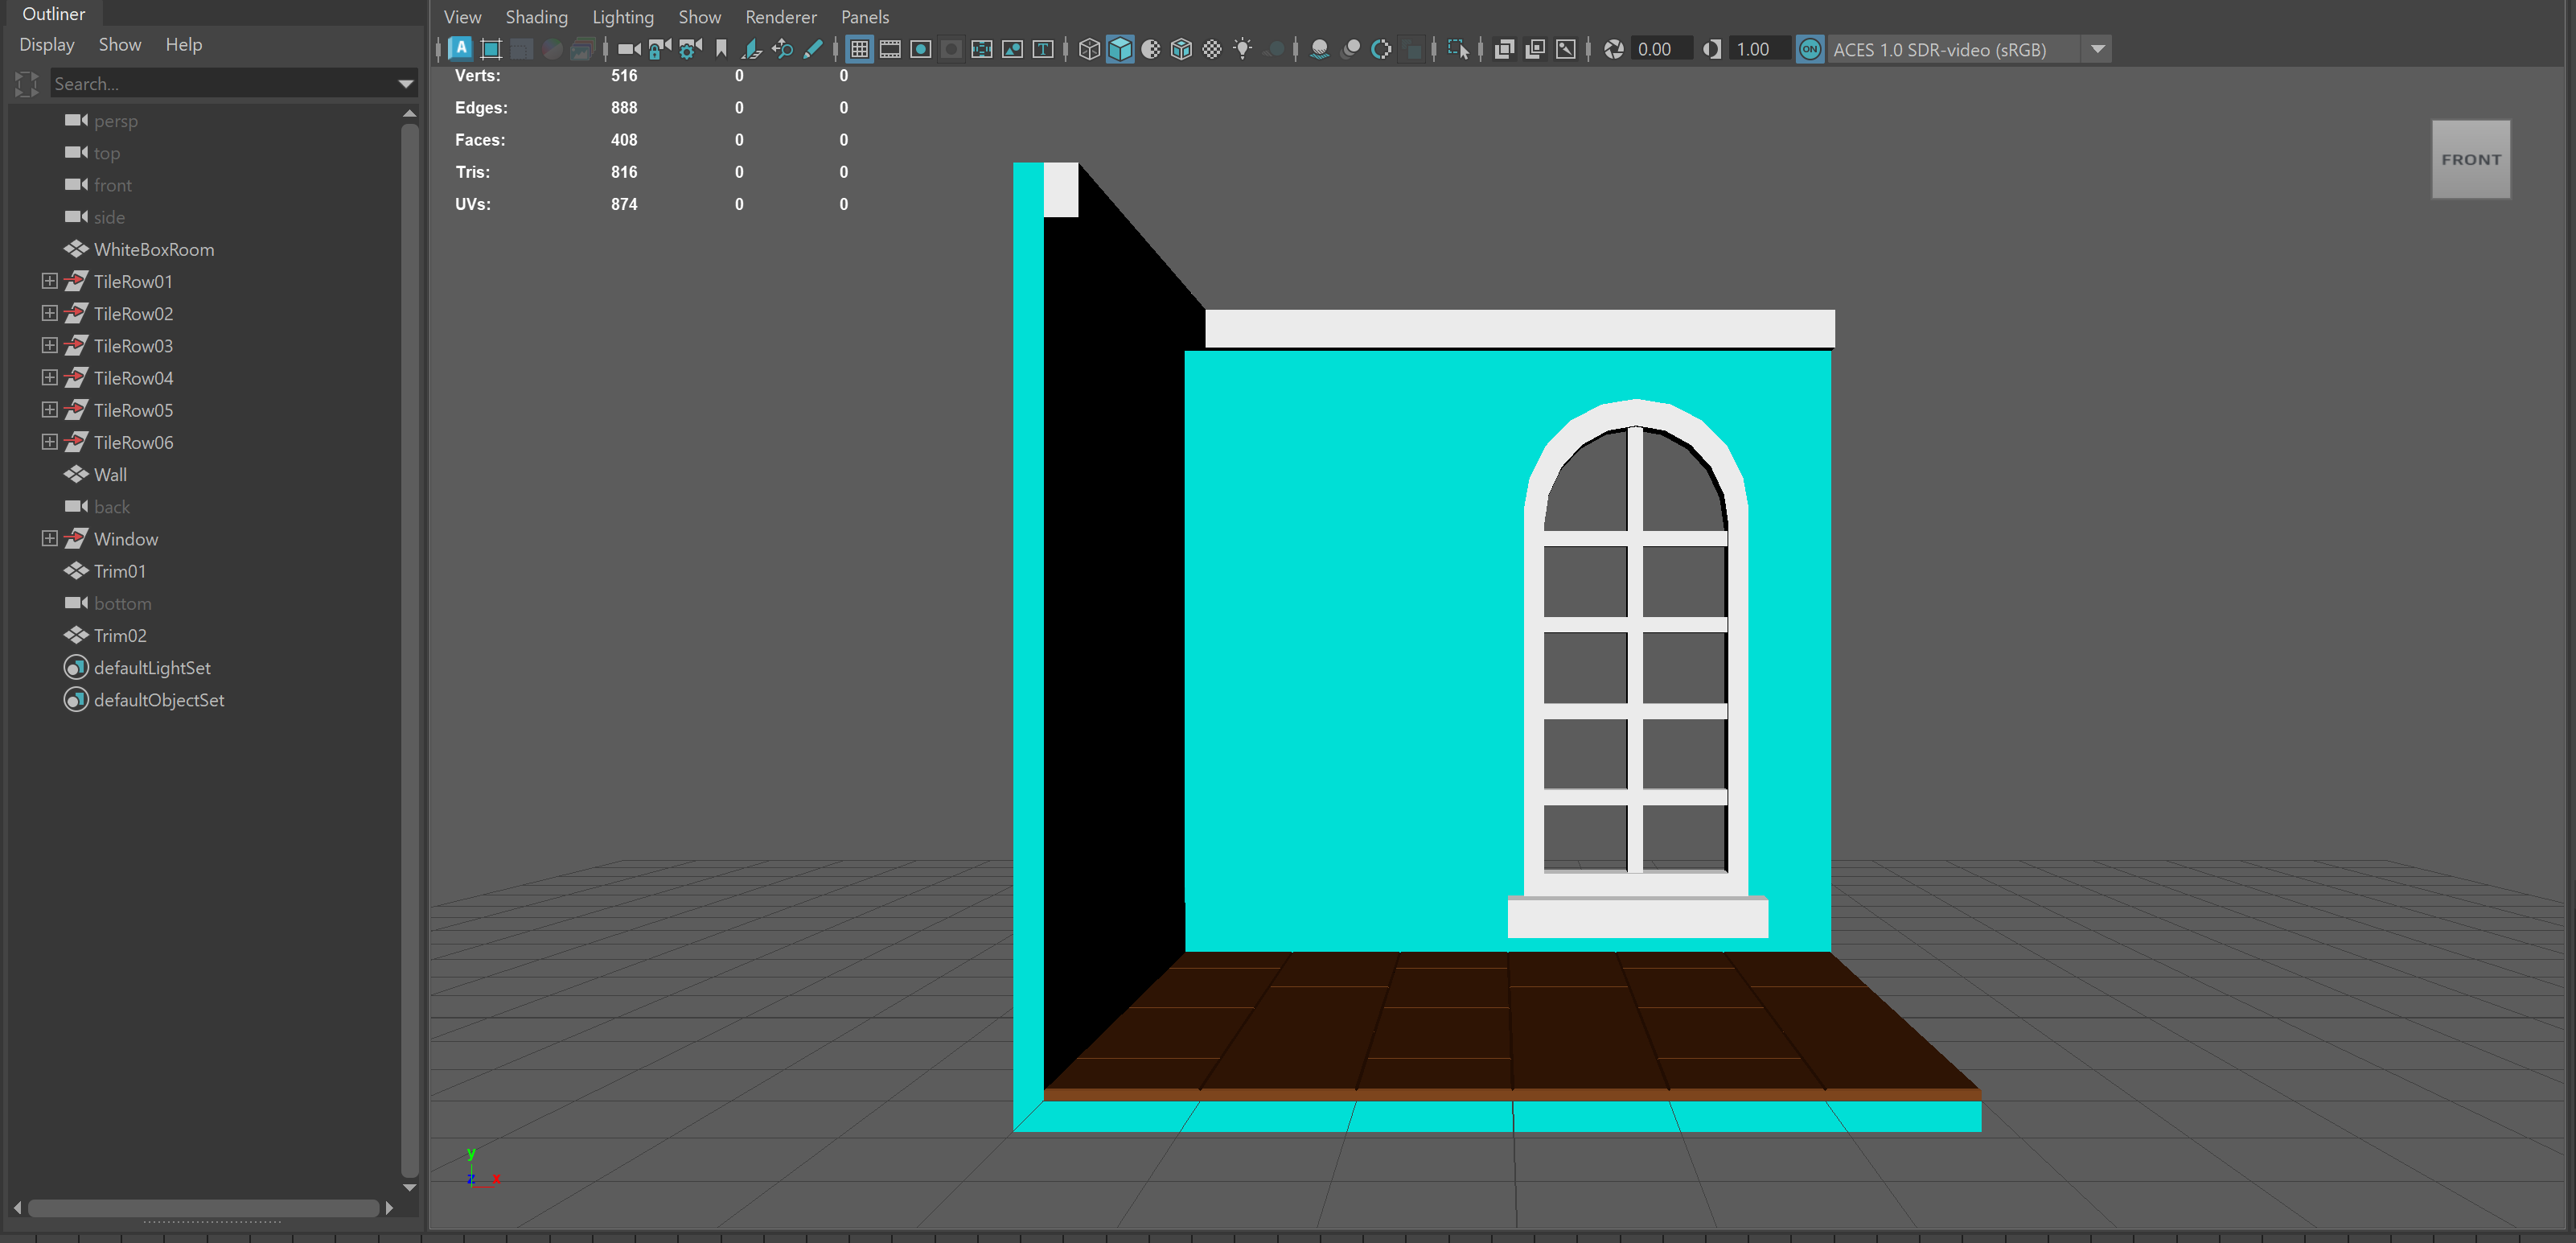 Outliner
Display Show Help
Search...
persp
top
front
side
WhiteBoxRoom
TileRow01
TileRow02
TileRow03
TileRow04
TileRow05
TileRow06
Wall
back
Window
Trim01
bottom
Trim02
defaultLightSet
defaultObjectSet
View Shading Lighting Show Renderer Panels
A T 0.00 1.00 ON ACES 1.0 SDR-video (sRGB)
Verts: 516 0 0
Edges: 888 0 0
Faces: 408 0 0
Tris: 816 0 0
UVs: 874 0 0
FRONT
y
z x